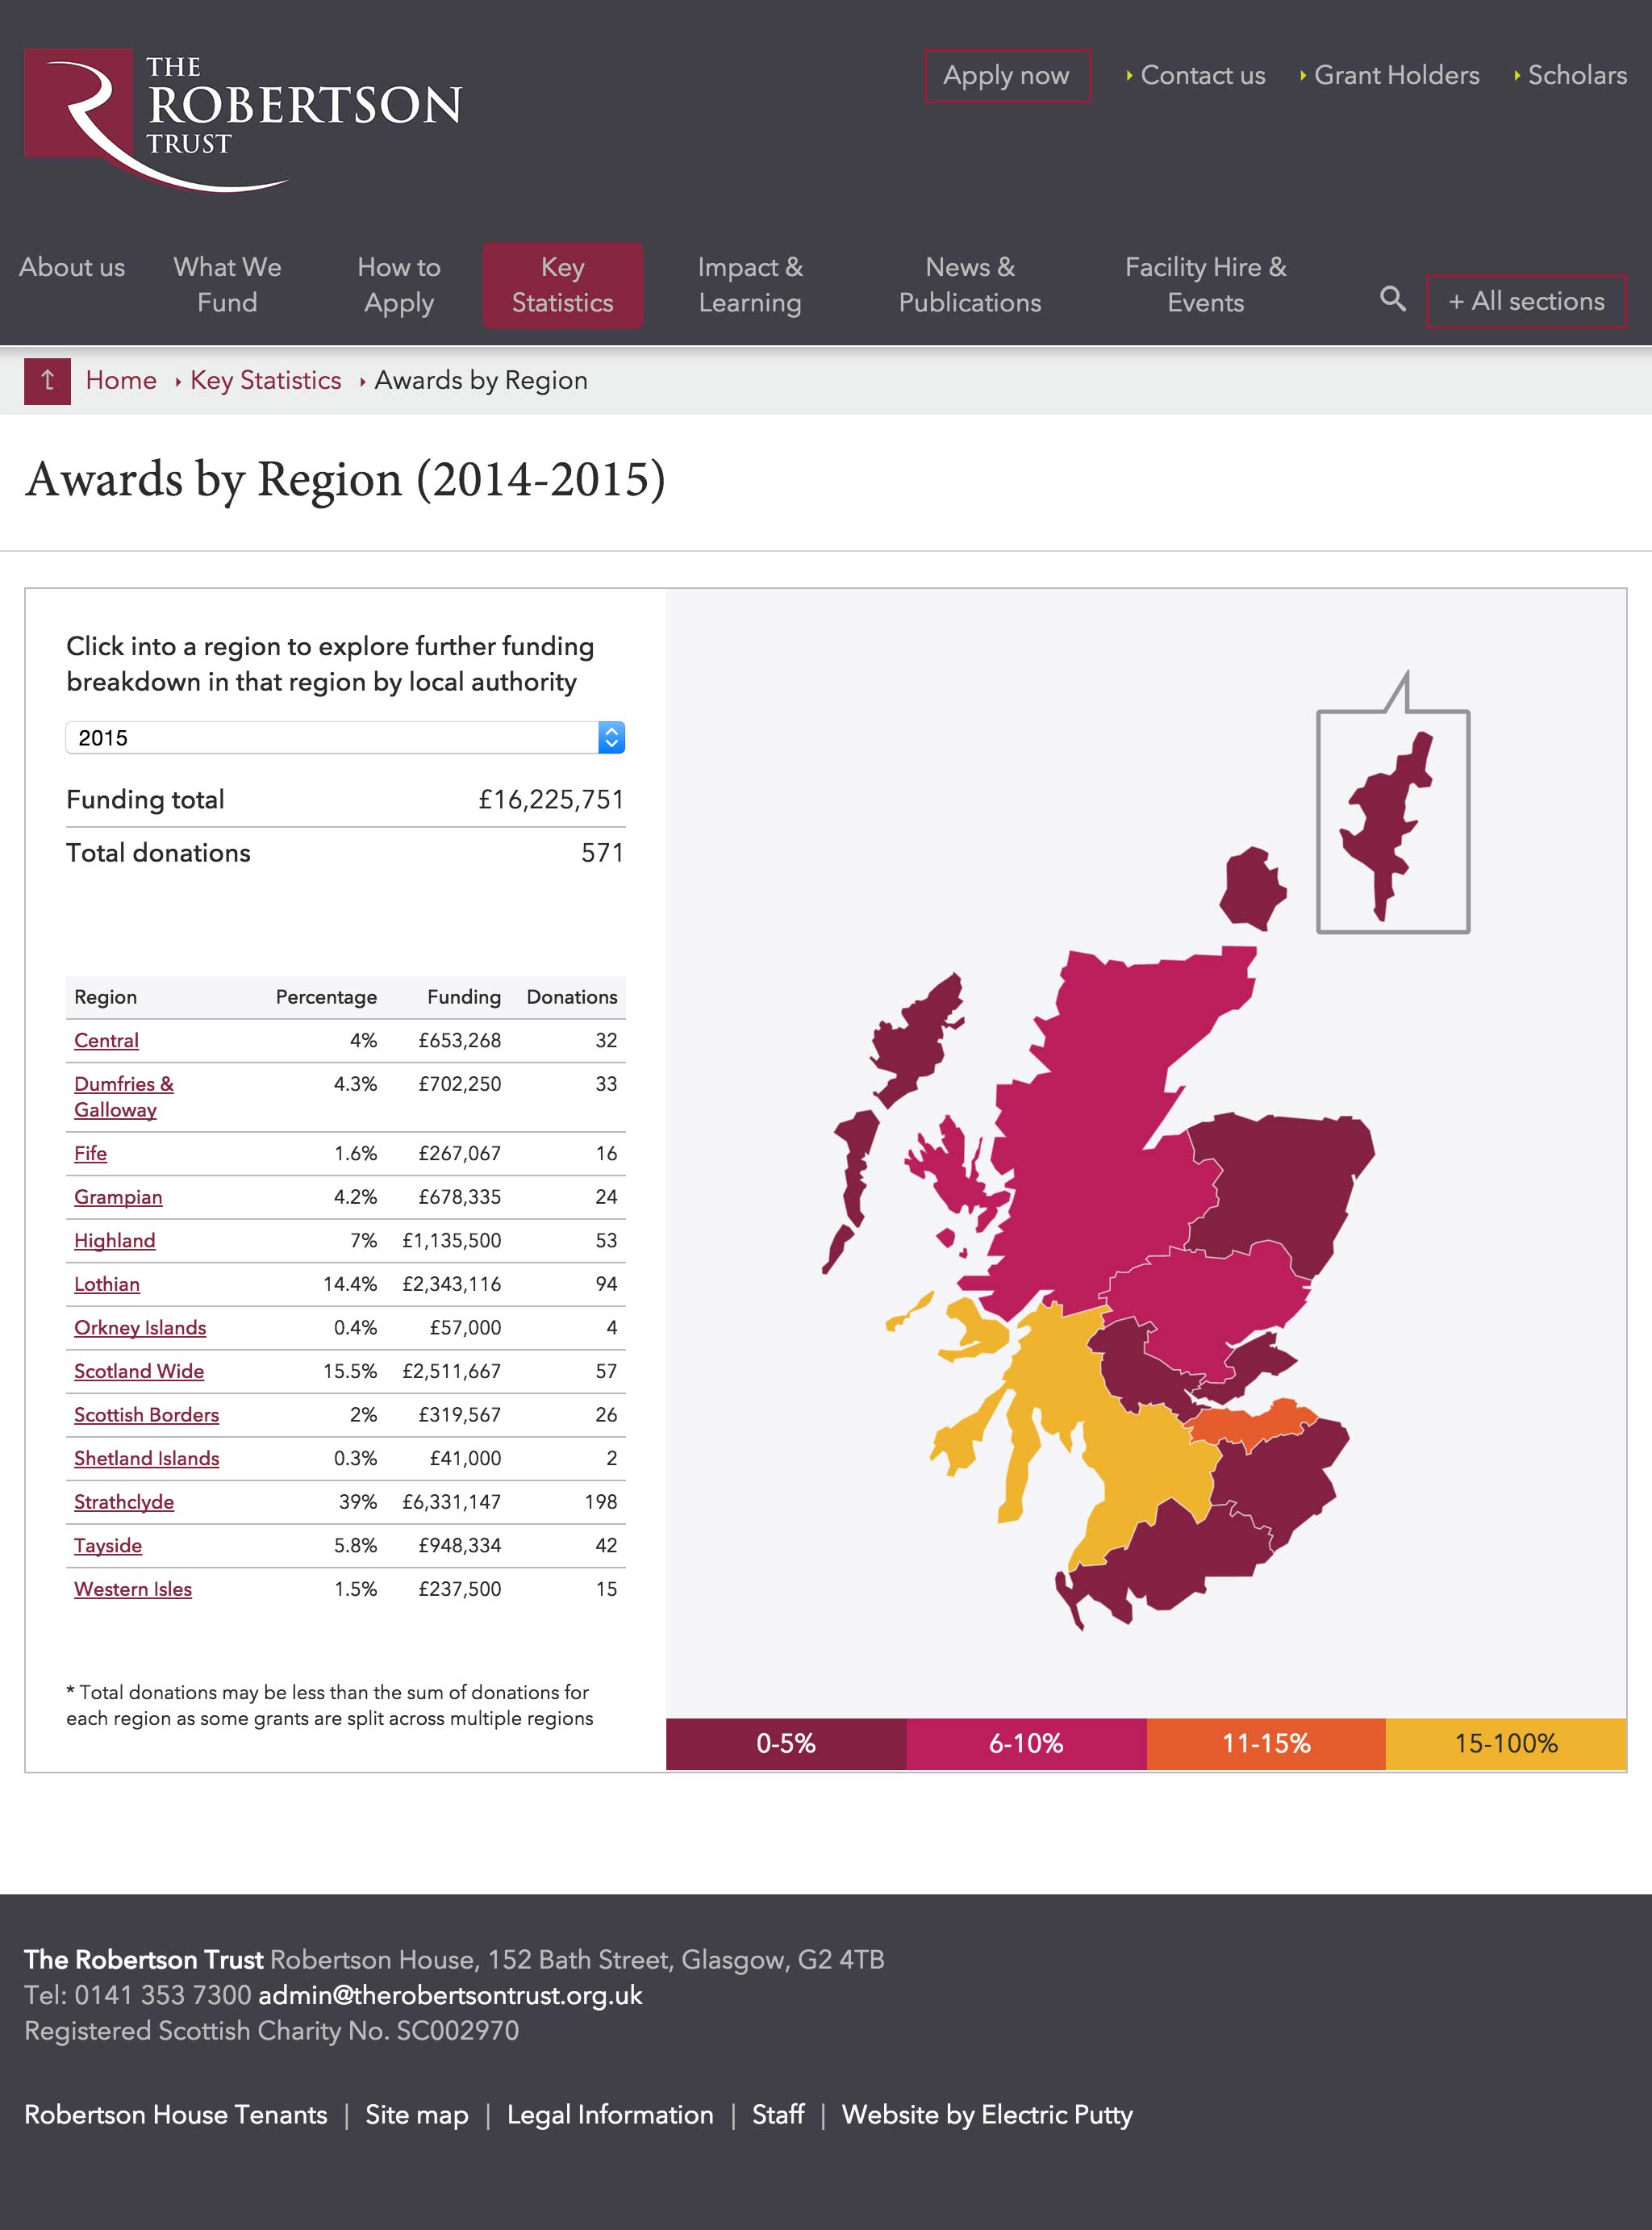 THE
ROBERTSON
TRUST
Apply now
Contact us
Grant Holders
Scholars
About us
What We
Fund
How to
Apply
Key
Statistics
Impact &
Learning
News &
Publications
Facility Hire &
Events
+ All sections
Home
Key Statistics
Awards by Region
Awards by Region (2014-2015)
Click into a region to explore further funding
breakdown in that region by local authority
2015
Funding total £16,225,751
Total donations 571
Region Percentage Funding Donations
Central 4% £653,268 32
Dumfries & 4.3% £702,250 33
Galloway
Fife 1.6% £267,067 16
Grampian 4.2% £678,335 24
Highland 7% £1,135,500 53
Lothian 14.4% £2,343,116 94
Orkney Islands 0.4% £57,000 4
Scotland Wide 15.5% £2,511,667 57
Scottish Borders 2% £319,567 26
Shetland Islands 0.3% £41,000 2
Strathclyde 39% £6,331,147 198
Tayside 5.8% £948,334 42
Western Isles 1.5% £237,500 15
* Total donations may be less than the sum of donations for
each region as some grants are split across multiple regions
0-5% 6-10% 11-15% 15-100%
The Robertson Trust Robertson House, 152 Bath Street, Glasgow, G2 4TB
Tel: 0141 353 7300 admin@therobertsontrust.org.uk
Registered Scottish Charity No. SC002970
Robertson House Tenants | Site map | Legal Information | Staff | Website by Electric Putty